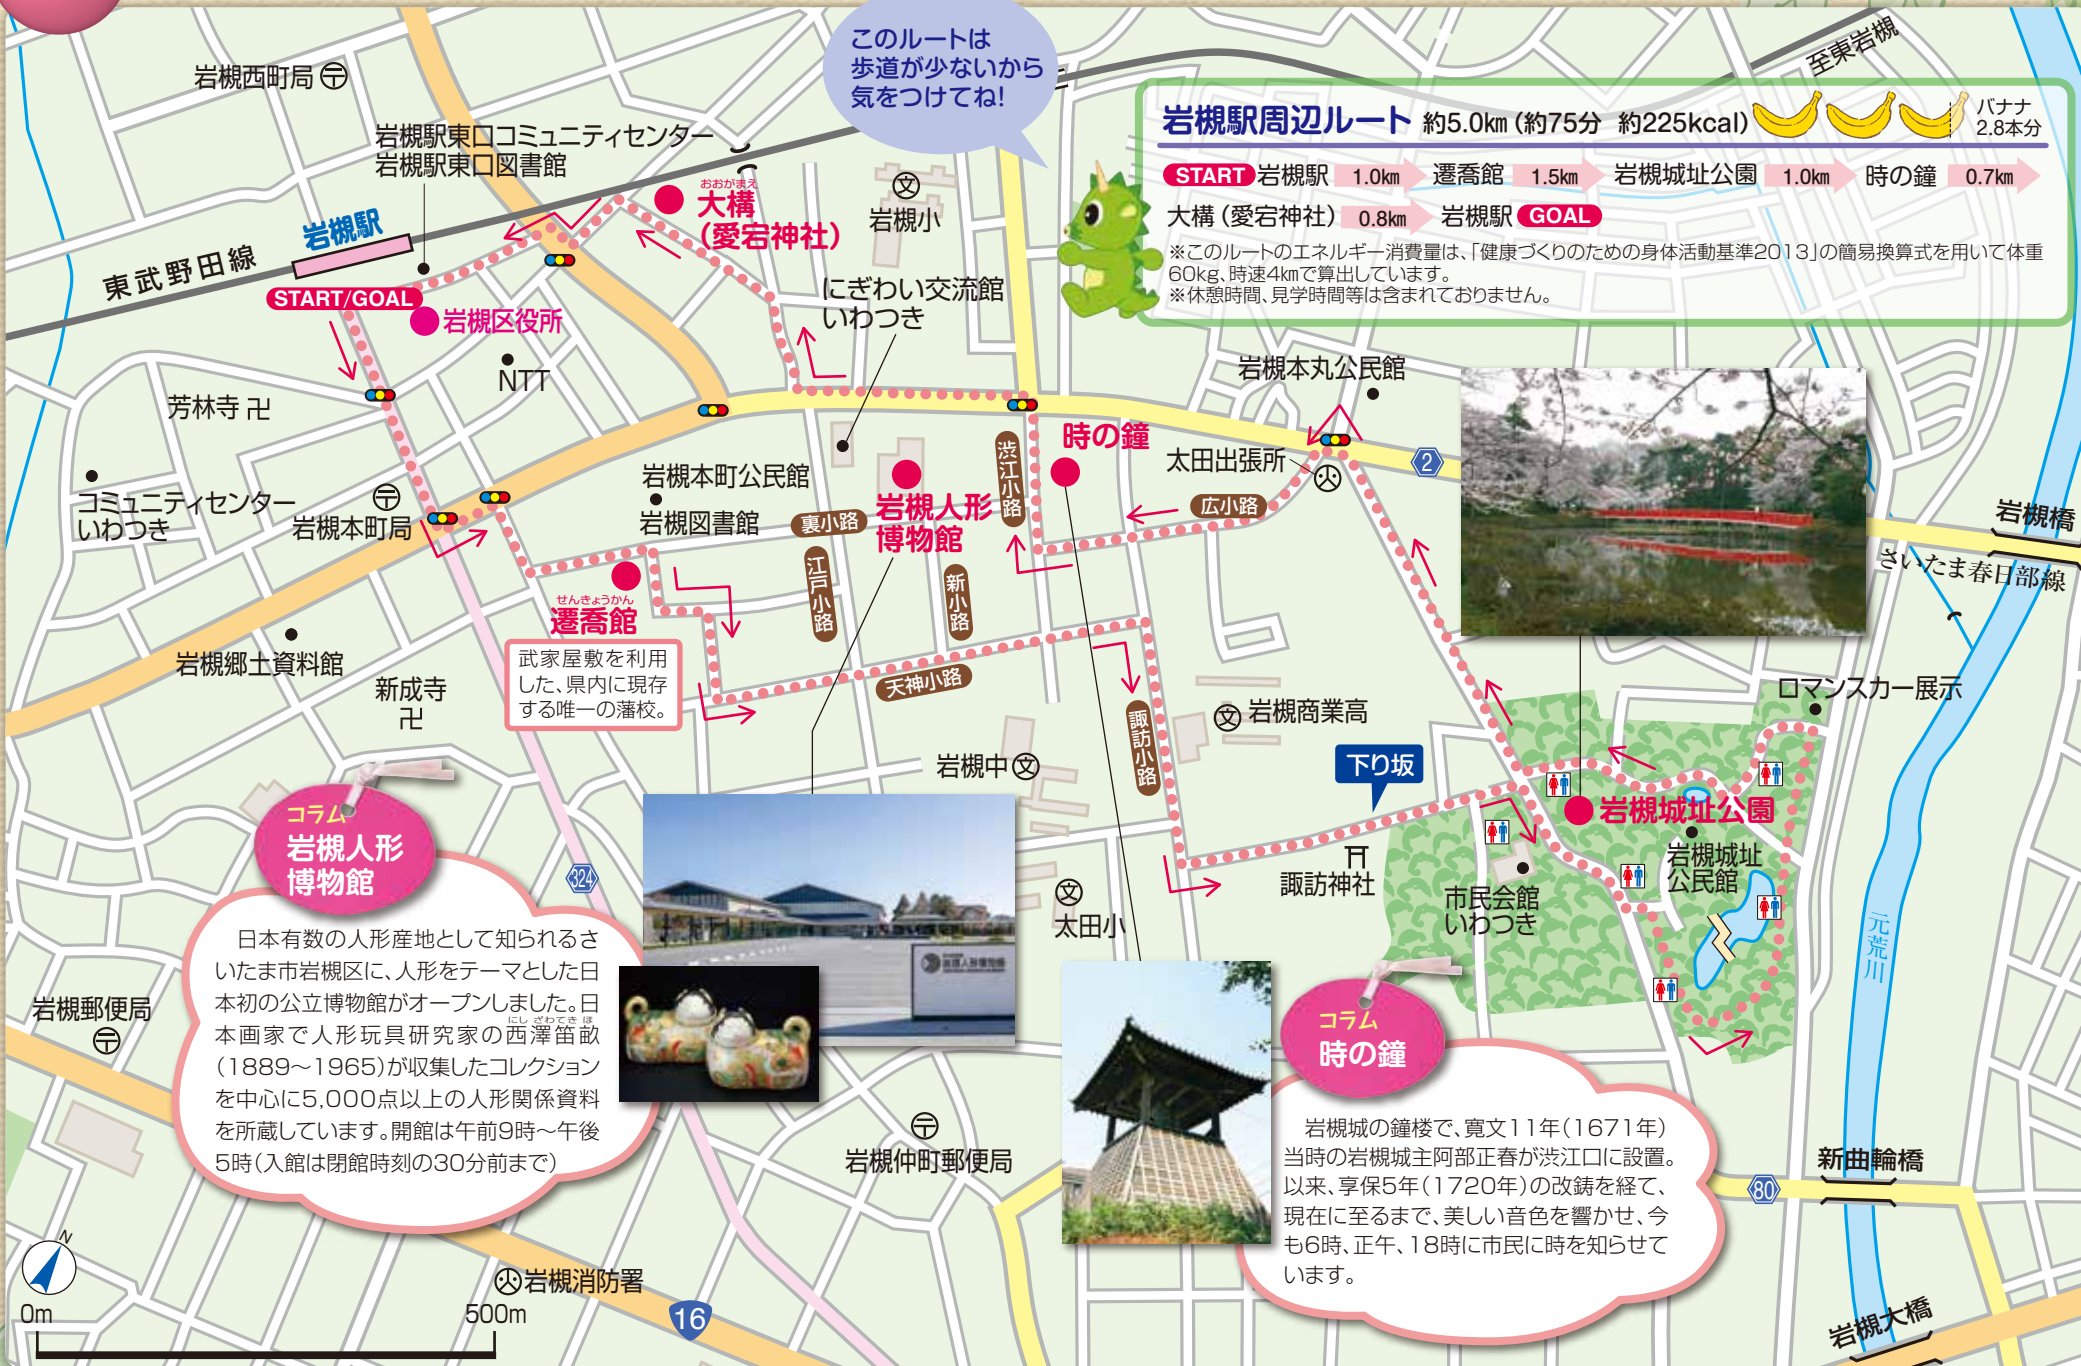 このルートは
歩道が少ないから
気をつけてね!
至東岩槻
岩槻駅周辺ルート 約5.0km(約75分 約225kcal)
バナナ
2.8本分
START 岩槻駅 1.0km 遷喬館 1.5km 岩槻城址公園 1.0km 時の鐘 0.7km
大構(愛宕神社) 0.8km 岩槻駅 GOAL
※このルートのエネルギー消費量は、「健康づくりのための身体活動基準2013」の簡易換算式を用いて体重
60kg、時速4kmで算出しています。
※休憩時間、見学時間等は含まれておりません。
岩槻西町局
岩槻駅東口コミュニティセンター
岩槻駅東口図書館
岩槻駅
東武野田線
START/GOAL
岩槻区役所
NTT
おおがまえ
大構
(愛宕神社)
文
岩槻小
にぎわい交流館
いわつき
芳林寺 卍
コミュニティセンター
いわつき
岩槻本町局
岩槻本町公民館
岩槻図書館
裏小路
岩槻人形
博物館
渋江小路
時の鐘
太田出張所
広小路
岩槻本丸公民館
2
岩槻橋
さいたま春日部線
江戸小路
新小路
せんきょうかん
遷喬館
武家屋敷を利用
した、県内に現存
する唯一の藩校。
岩槻郷土資料館
新成寺
卍
天神小路
諏訪小路
文 岩槻商業高
岩槻中 文
下り坂
ロマンスカー展示
岩槻城址公園
岩槻城址
公民館
諏訪神社
市民会館
いわつき
文
太田小
元荒川
324
コラム
岩槻人形
博物館
日本有数の人形産地として知られるさ
いたま市岩槻区に、人形をテーマとした日
本初の公立博物館がオープンしました。日
にしざわてきほ
本画家で人形玩具研究家の西澤笛畝
(1889～1965)が収集したコレクション
を中心に5,000点以上の人形関係資料
を所蔵しています。開館は午前9時～午後
5時(入館は閉館時刻の30分前まで)
岩槻郵便局
岩槻仲町郵便局
コラム
時の鐘
岩槻城の鐘楼で、寛文11年(1671年)
当時の岩槻城主阿部正春が渋江口に設置。
以来、享保5年(1720年)の改鋳を経て、
現在に至るまで、美しい音色を響かせ、今
も6時、正午、18時に市民に時を知らせて
います。
新曲輪橋
80
岩槻大橋
N
0m
500m
岩槻消防署
16